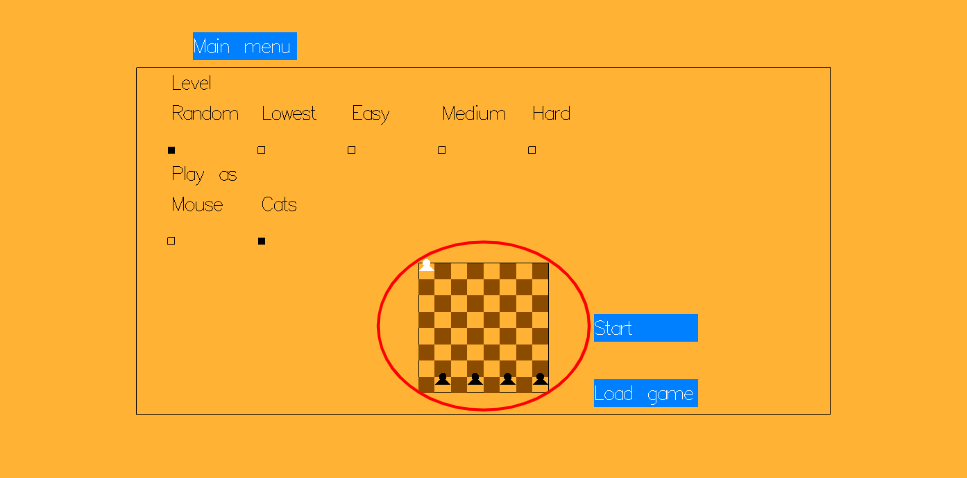 Main menu
Level
Random Lowest Easy Medium Hard
Play as
Mouse Cats
Start
Load game